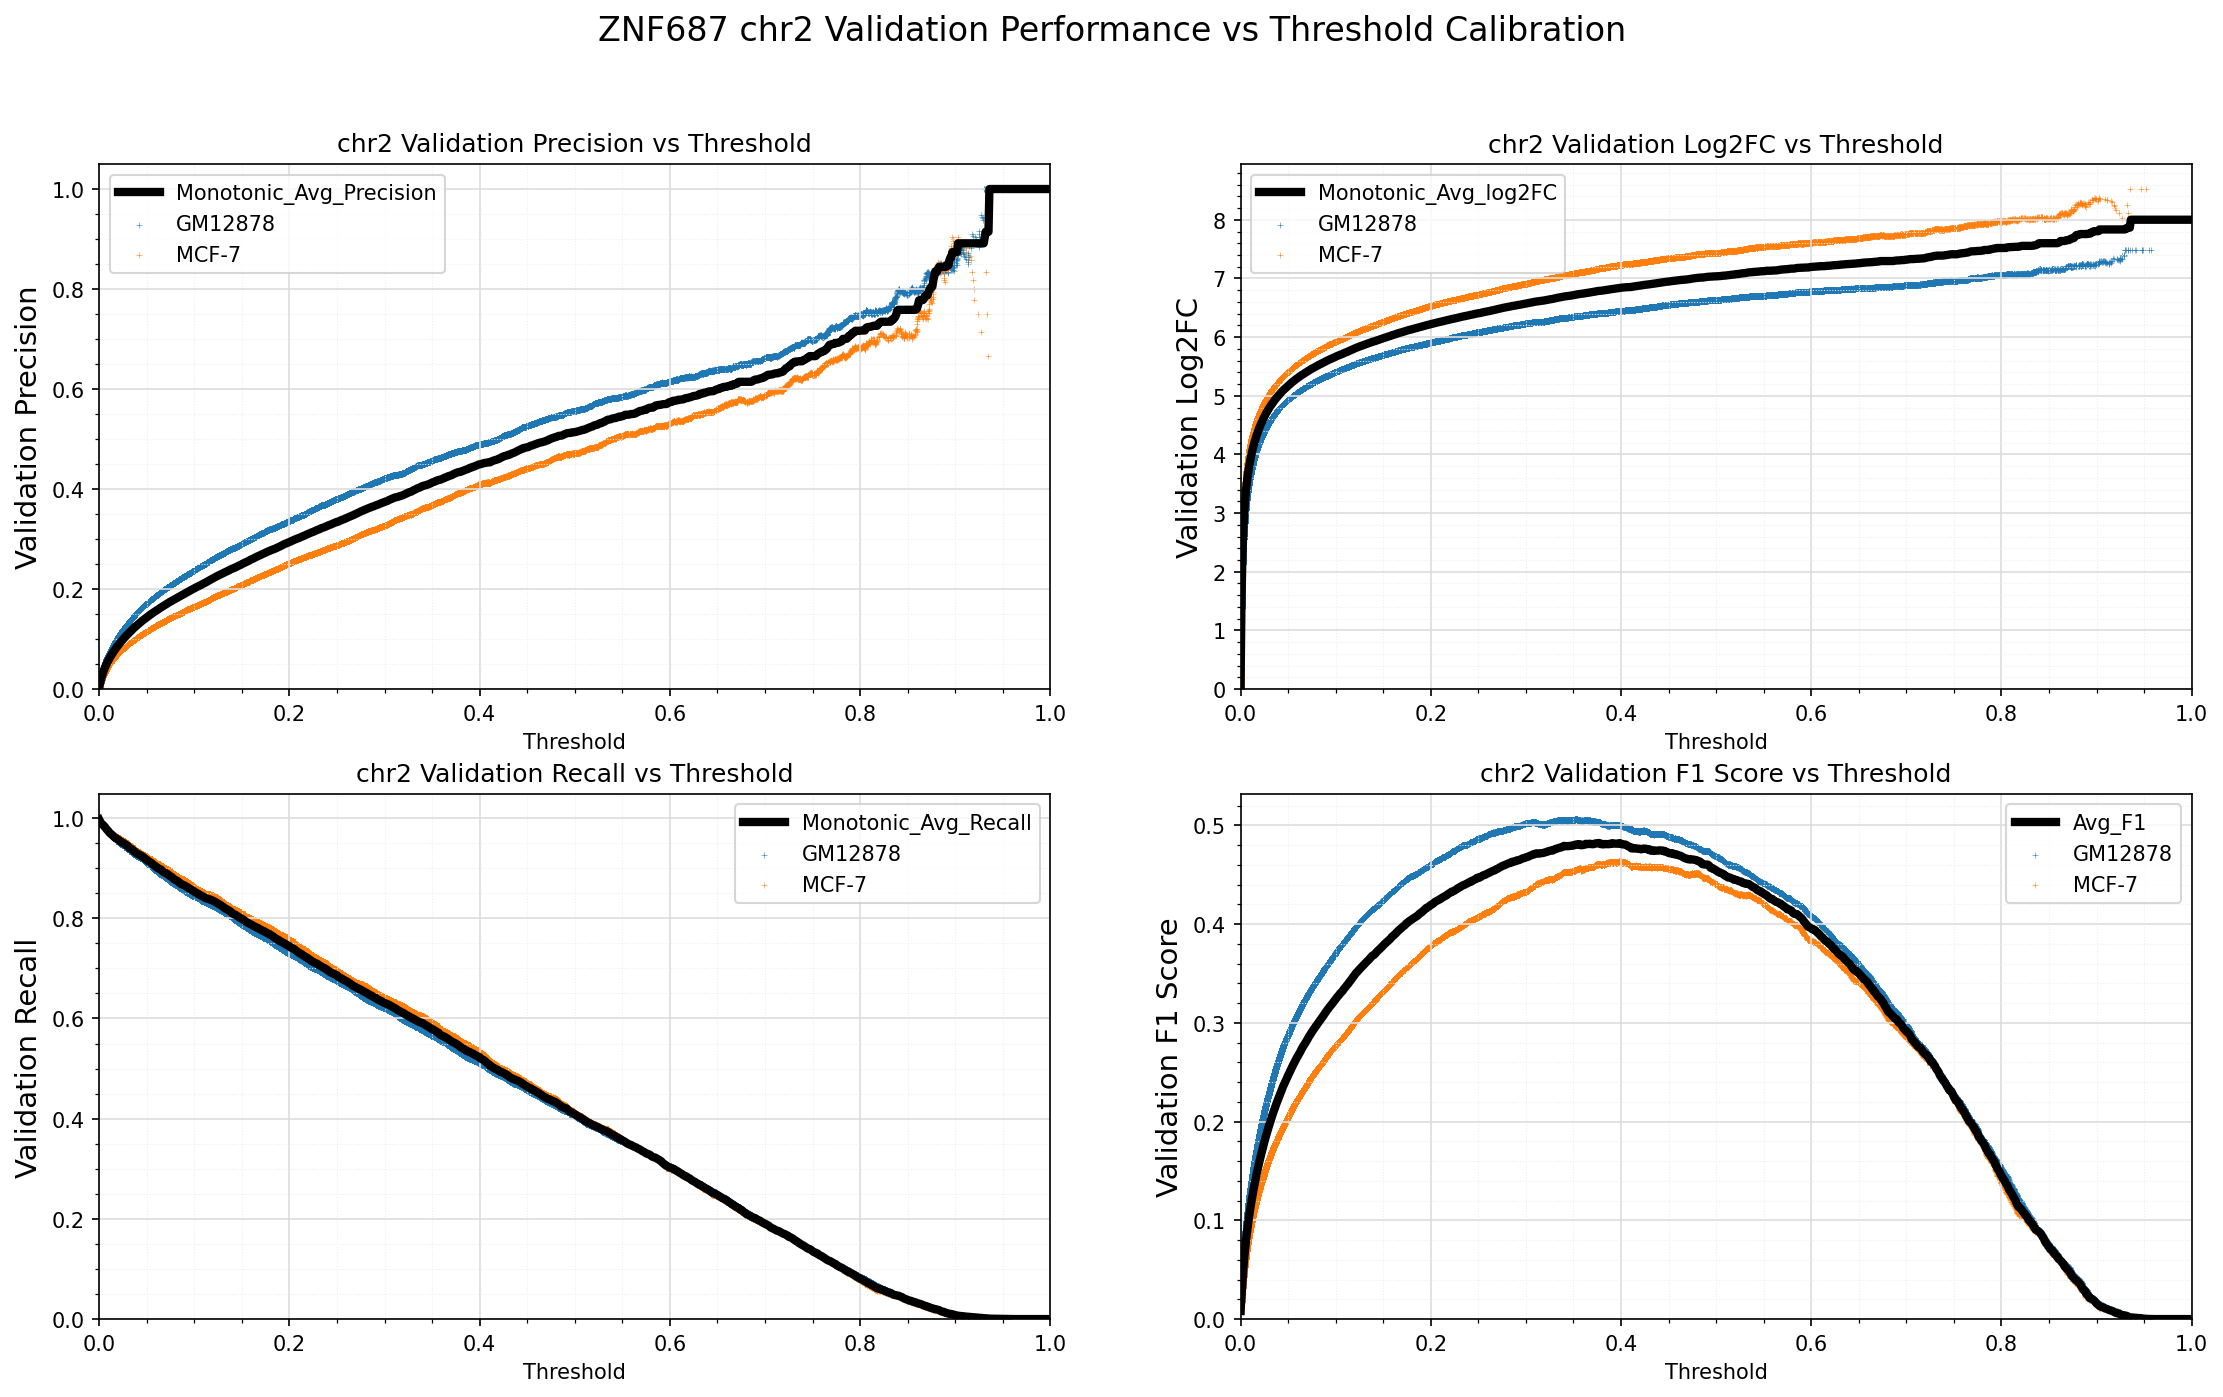 ZNF687 chr2 Validation Performance vs Threshold Calibration
chr2 Validation Precision vs Threshold
Monotonic_Avg_Precision
GM12878
MCF-7
Validation Precision
1.0
0.8
0.6
0.4
0.2
0.0
0.0 0.2 0.4 0.6 0.8 1.0
Threshold
chr2 Validation Log2FC vs Threshold
Monotonic_Avg_log2FC
GM12878
MCF-7
Validation Log2FC
8
7
6
5
4
3
2
1
0
0.0 0.2 0.4 0.6 0.8 1.0
Threshold
chr2 Validation Recall vs Threshold
Monotonic_Avg_Recall
GM12878
MCF-7
Validation Recall
1.0
0.8
0.6
0.4
0.2
0.0
0.0 0.2 0.4 0.6 0.8 1.0
Threshold
chr2 Validation F1 Score vs Threshold
Avg_F1
GM12878
MCF-7
Validation F1 Score
0.5
0.4
0.3
0.2
0.1
0.0
0.0 0.2 0.4 0.6 0.8 1.0
Threshold